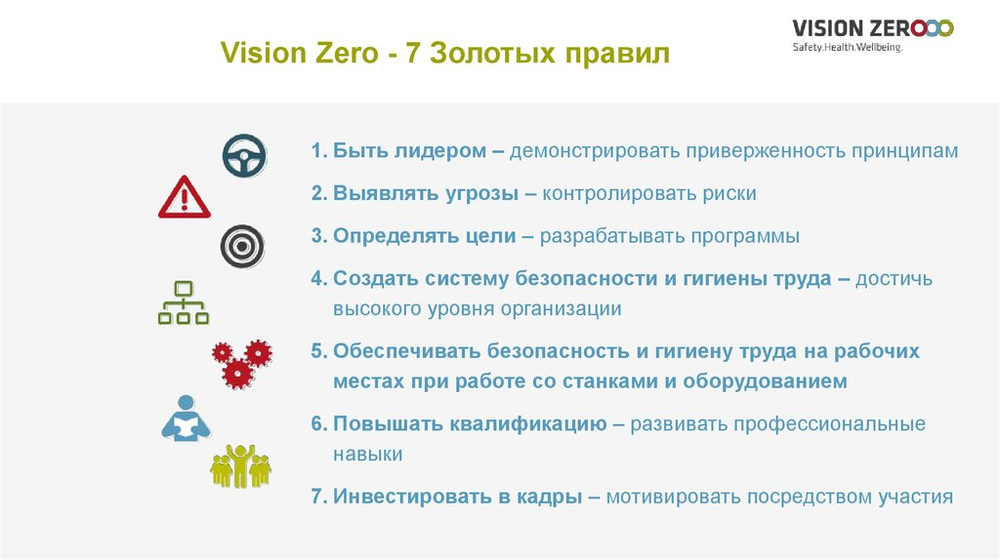 VISION ZERO
Safety.Health.Wellbeing.
Vision Zero - 7 Золотых правил
1. Быть лидером – демонстрировать приверженность принципам
2. Выявлять угрозы – контролировать риски
3. Определять цели – разрабатывать программы
4. Создать систему безопасности и гигиены труда – достичь
высокого уровня организации
5. Обеспечивать безопасность и гигиену труда на рабочих
местах при работе со станками и оборудованием
6. Повышать квалификацию – развивать профессиональные
навыки
7. Инвестировать в кадры – мотивировать посредством участия